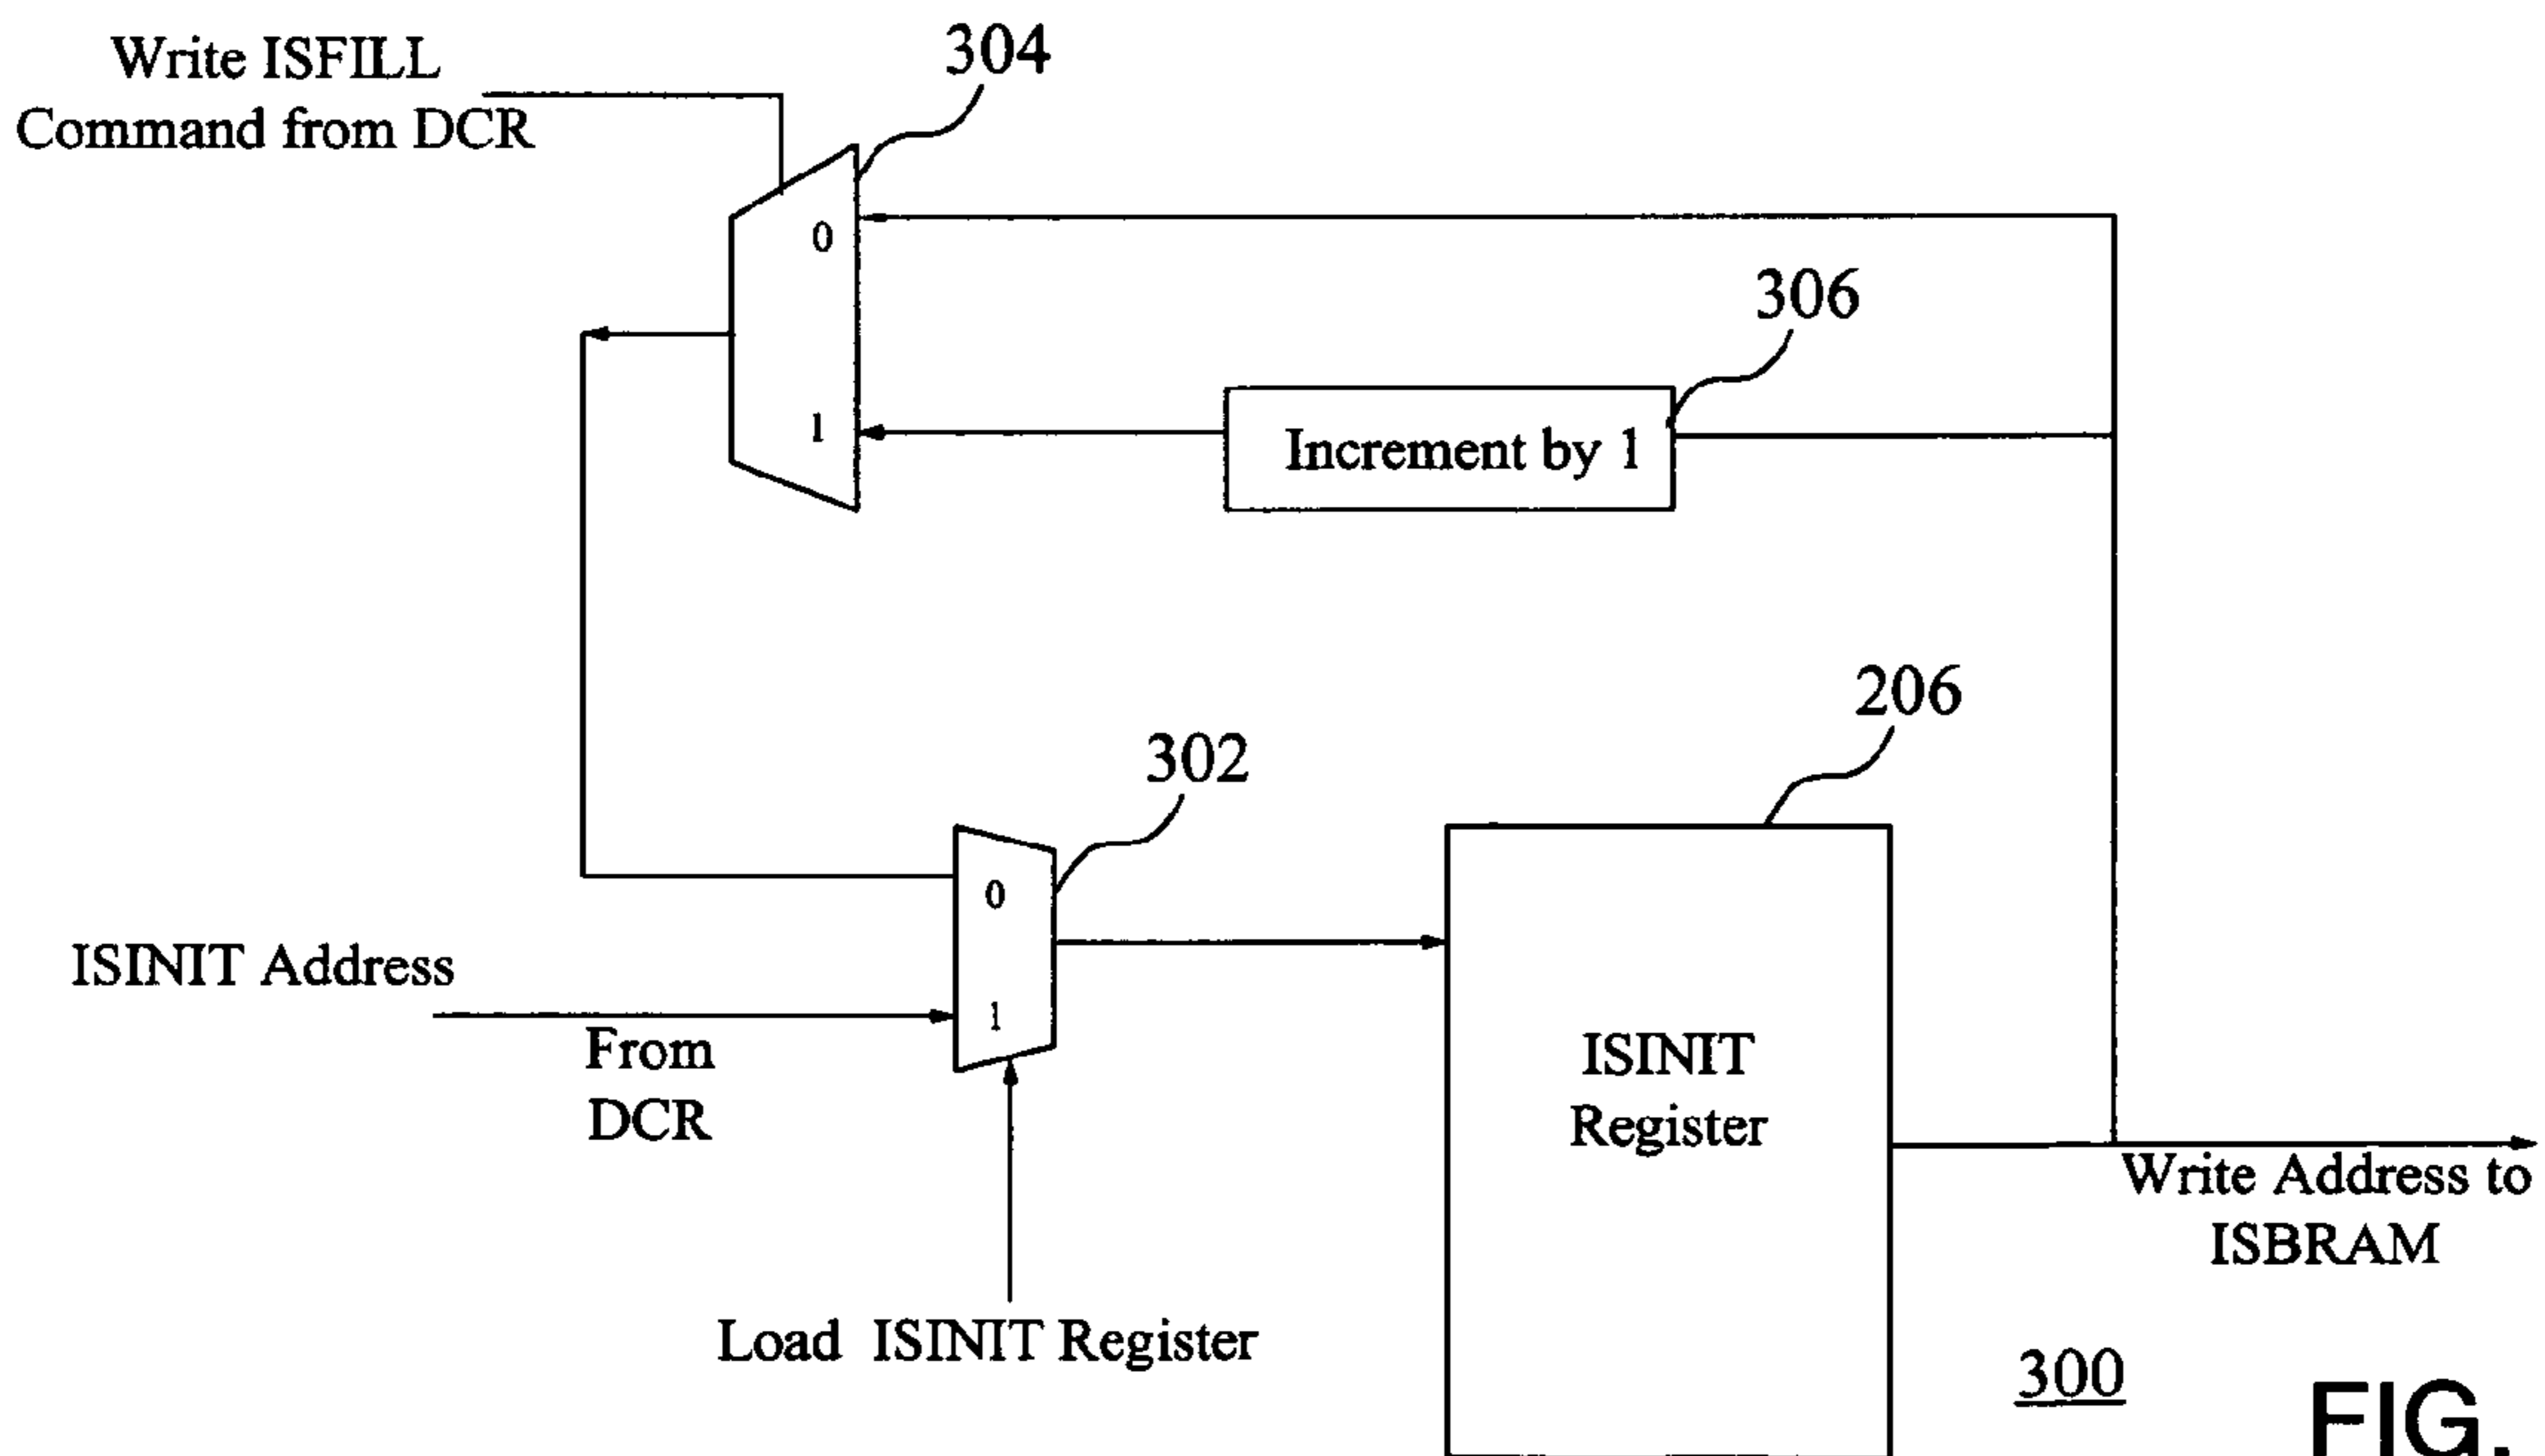 Write ISFILL
Command from DCR
304
0
306
1
Increment by 1
206
302
0
ISINIT Address
1
From
DCR
ISINIT
Register
Write Address to
ISBRAM
Load ISINIT Register
300
FIG.